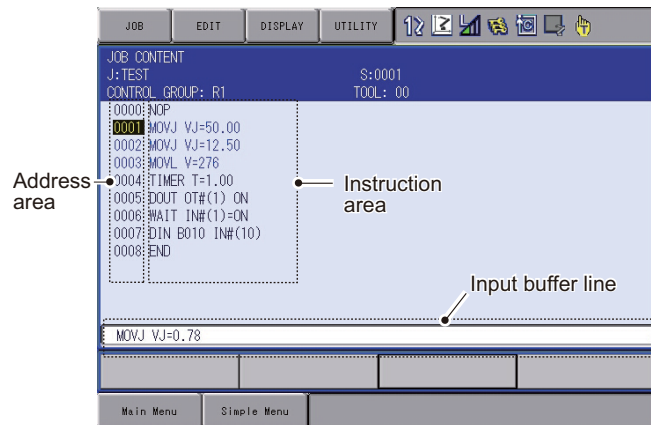 JOB EDIT DISPLAY UTILITY
JOB CONTENT
J:TEST S:0001
CONTROL GROUP: R1 TOOL: 00
0000 NOP
0001 MOVJ VJ=50.00
0002 MOVJ VJ=12.50
0003 MOVL V=276
0004 TIMER T=1.00
0005 DOUT OT#(1) ON
0006 WAIT IN#(1)=ON
0007 DIN B010 IN#(10)
0008 END
Address
area
Instruction
area
Input buffer line
MOVJ VJ=0.78
Main Menu Simple Menu